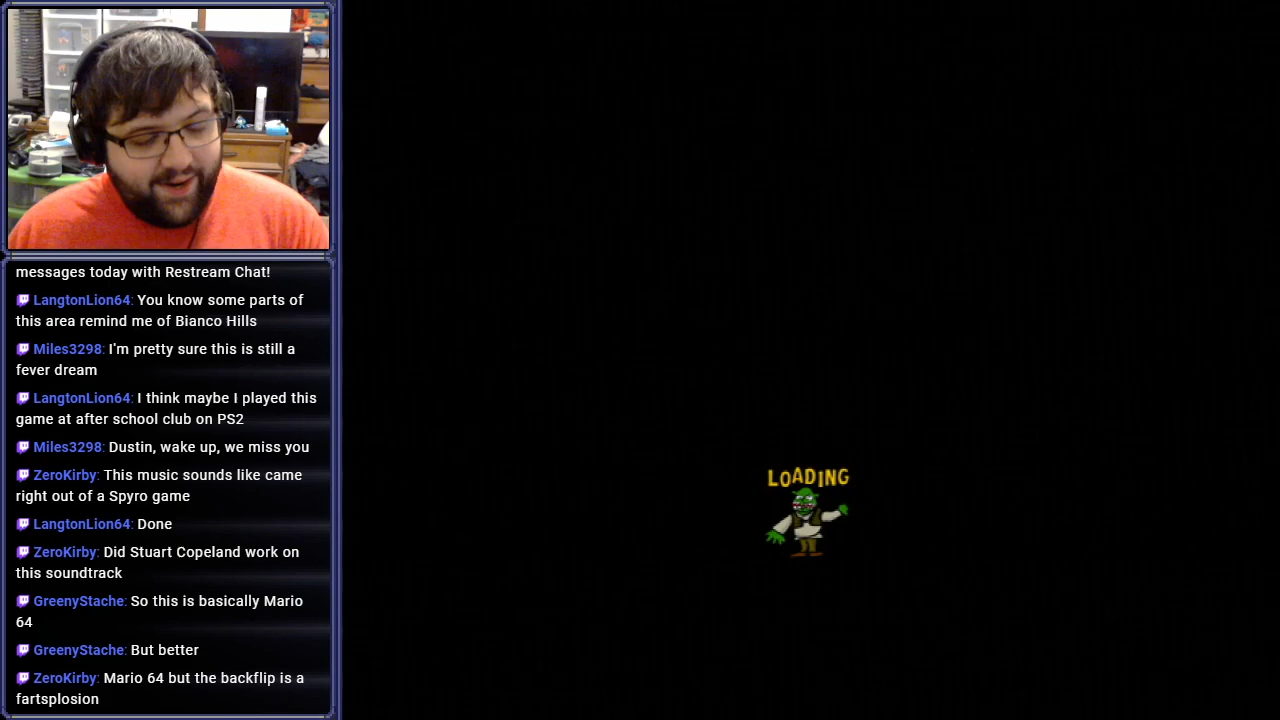 messages today with Restream Chat!
LangtonLion64: You know some parts of
this area remind me of Bianco Hills
Miles3298: I'm pretty sure this is still a
fever dream
LangtonLion64: I think maybe I played this
game at after school club on PS2
Miles3298: Dustin, wake up, we miss you
ZeroKirby: This music sounds like came
right out of a Spyro game
LangtonLion64: Done
ZeroKirby: Did Stuart Copeland work on
this soundtrack
GreenyStache: So this is basically Mario
64
GreenyStache: But better
ZeroKirby: Mario 64 but the backflip is a
fartsplosion
LOADING